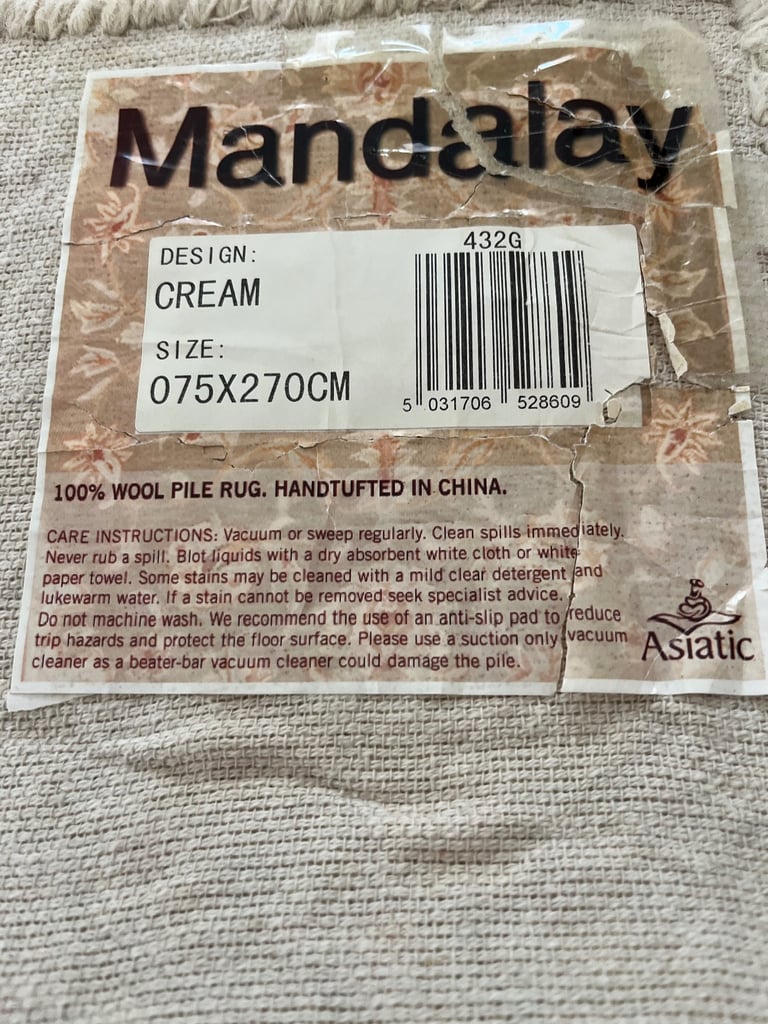 Mandalay
DESIGN:
CREAM
SIZE:
075X270CM
432G
5 031706 528609
100% WOOL PILE RUG. HANDTUFTED IN CHINA.
CARE INSTRUCTIONS: Vacuum or sweep regularly. Clean spills immediately.
Never rub a spill. Blot liquids with a dry absorbent white cloth or white
paper towel. Some stains may be cleaned with a mild clear detergent and
lukewarm water. If a stain cannot be removed seek specialist advice.
Do not machine wash. We recommend the use of an anti-slip pad to reduce
trip hazards and protect the floor surface. Please use a suction only vacuum
cleaner as a beater-bar vacuum cleaner could damage the pile.
Asiatic